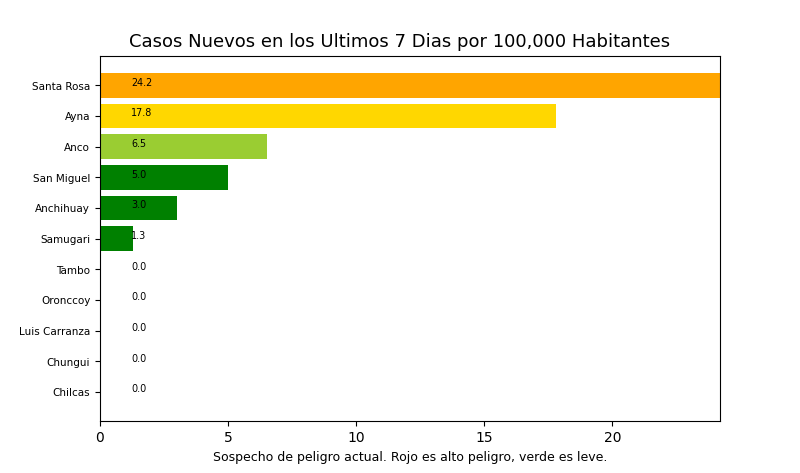 Casos Nuevos en los Ultimos 7 Dias por 100,000 Habitantes
Santa Rosa 24.2
Ayna 17.8
Anco 6.5
San Miguel 5.0
Anchihuay 3.0
Samugari 1.3
Tambo 0.0
Oronccoy 0.0
Luis Carranza 0.0
Chungui 0.0
Chilcas 0.0
0 5 10 15 20
Sospecho de peligro actual. Rojo es alto peligro, verde es leve.